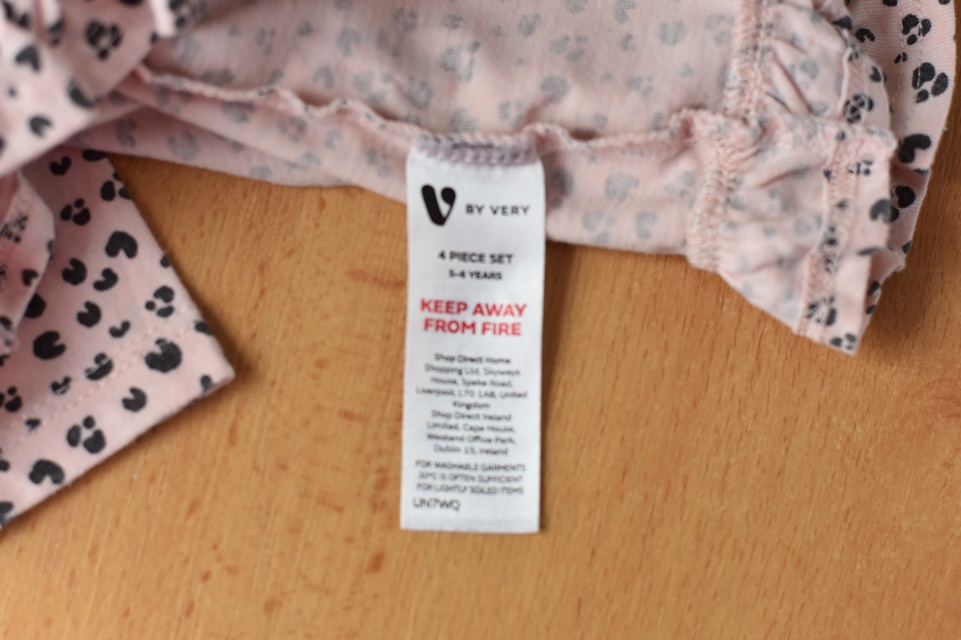 V BY VERY
4 PIECE SET
5-6 YEARS
KEEP AWAY
FROM FIRE
Shop Direct Home
Shopping Ltd, Skyways
House, Speke Road,
Liverpool, L70 1AB, United
Kingdom
Shop Direct Ireland
Limited, Cape House,
Westend Office Park,
Dublin 15, Ireland
FOR WASHABLE GARMENTS
30°C IS OFTEN SUFFICIENT
FOR LIGHTLY SOILED ITEMS
UN7WQ